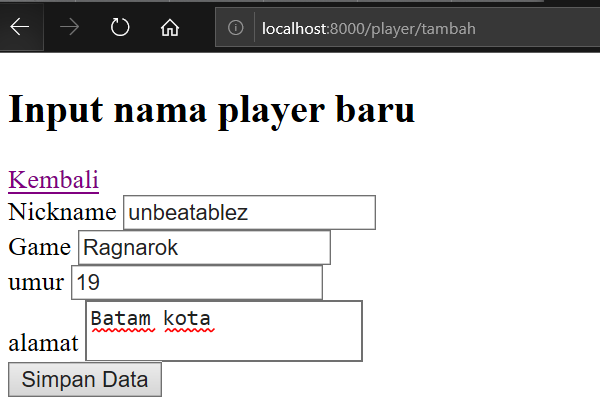 localhost:8000/player/tambah
Input nama player baru
Kembali
Nickname unbeatablez
Game Ragnarok
umur 19
alamat Batam kota
Simpan Data